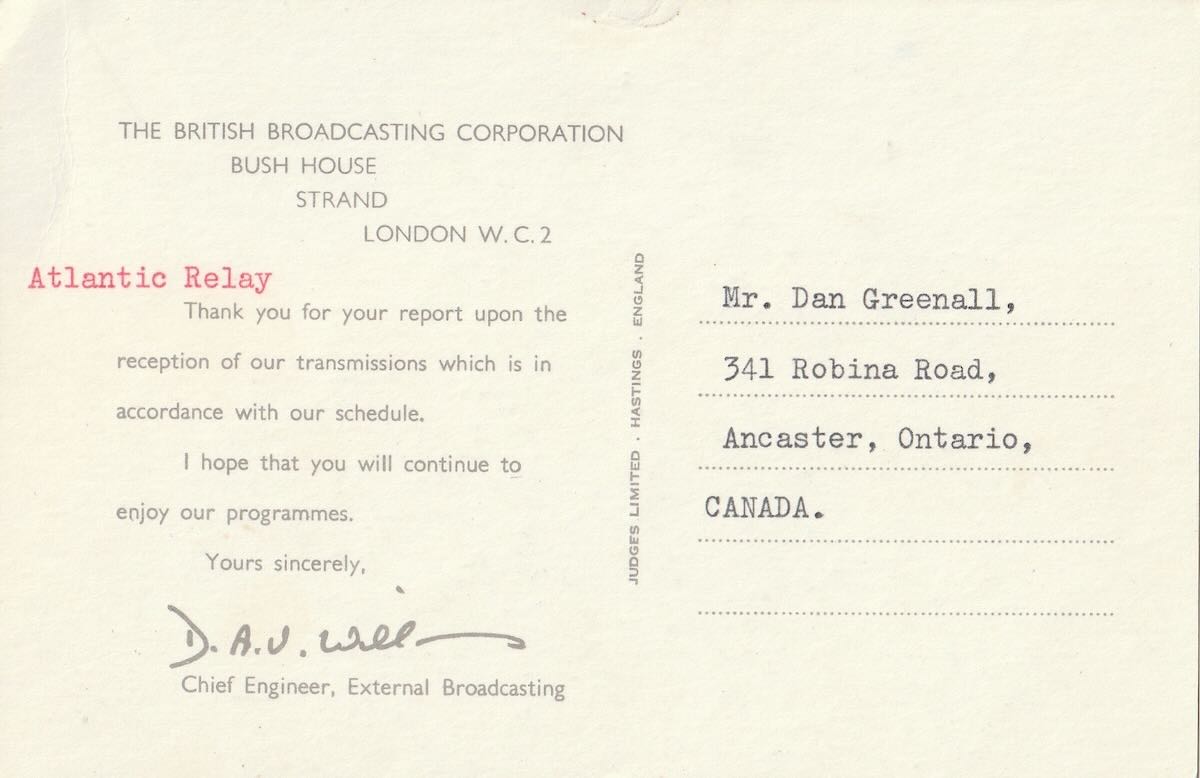 THE BRITISH BROADCASTING CORPORATION
BUSH HOUSE
STRAND
LONDON W.C.2
Atlantic Relay
Thank you for your report upon the
reception of our transmissions which is in
accordance with our schedule.
I hope that you will continue to
enjoy our programmes.
Yours sincerely,
D.A.V. Will
Chief Engineer, External Broadcasting
JUDGES LIMITED . HASTINGS . ENGLAND
Mr. Dan Greenall,
341 Robina Road,
Ancaster, Ontario,
CANADA.